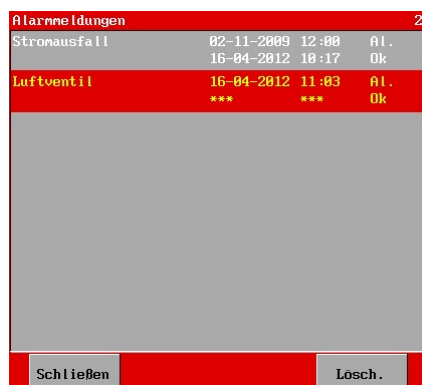 Alarmmeldungen 2
Stromausfall 02-11-2009 12:00 Al.
16-04-2012 10:17 Ok
Luftventil 16-04-2012 11:03 Al.
*** *** Ok
Schließen Lösch.